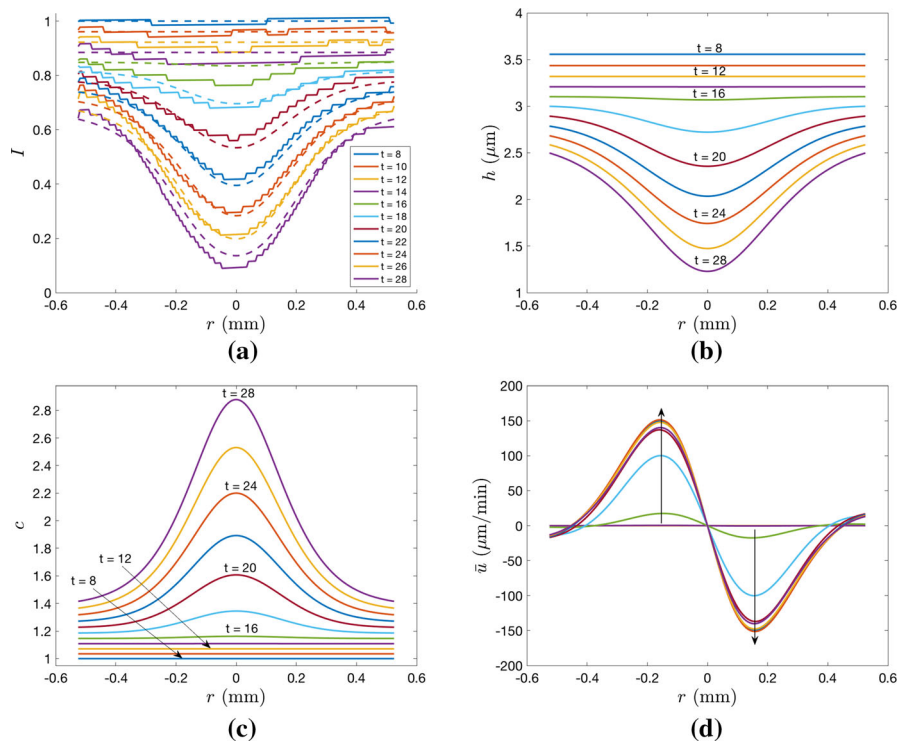 1
0.8
0.6
0.4
0.2
0
I
-0.6 -0.4 -0.2 0 0.2 0.4 0.6
r (mm)
t = 8
t = 10
t = 12
t = 14
t = 16
t = 18
t = 20
t = 22
t = 24
t = 26
t = 28
(a)
4
3.5
3
2.5
2
1.5
1
h (μm)
t = 8
t = 12
t = 16
t = 20
t = 24
t = 28
-0.6 -0.4 -0.2 0 0.2 0.4 0.6
r (mm)
(b)
2.8
2.6
2.4
2.2
2
1.8
1.6
1.4
1.2
1
c
t = 28
t = 24
t = 12
t = 20
t = 8
t = 16
-0.6 -0.4 -0.2 0 0.2 0.4 0.6
r (mm)
(c)
200
150
100
50
0
-50
-100
-150
-200
ū (μm/min)
-0.6 -0.4 -0.2 0 0.2 0.4 0.6
r (mm)
(d)